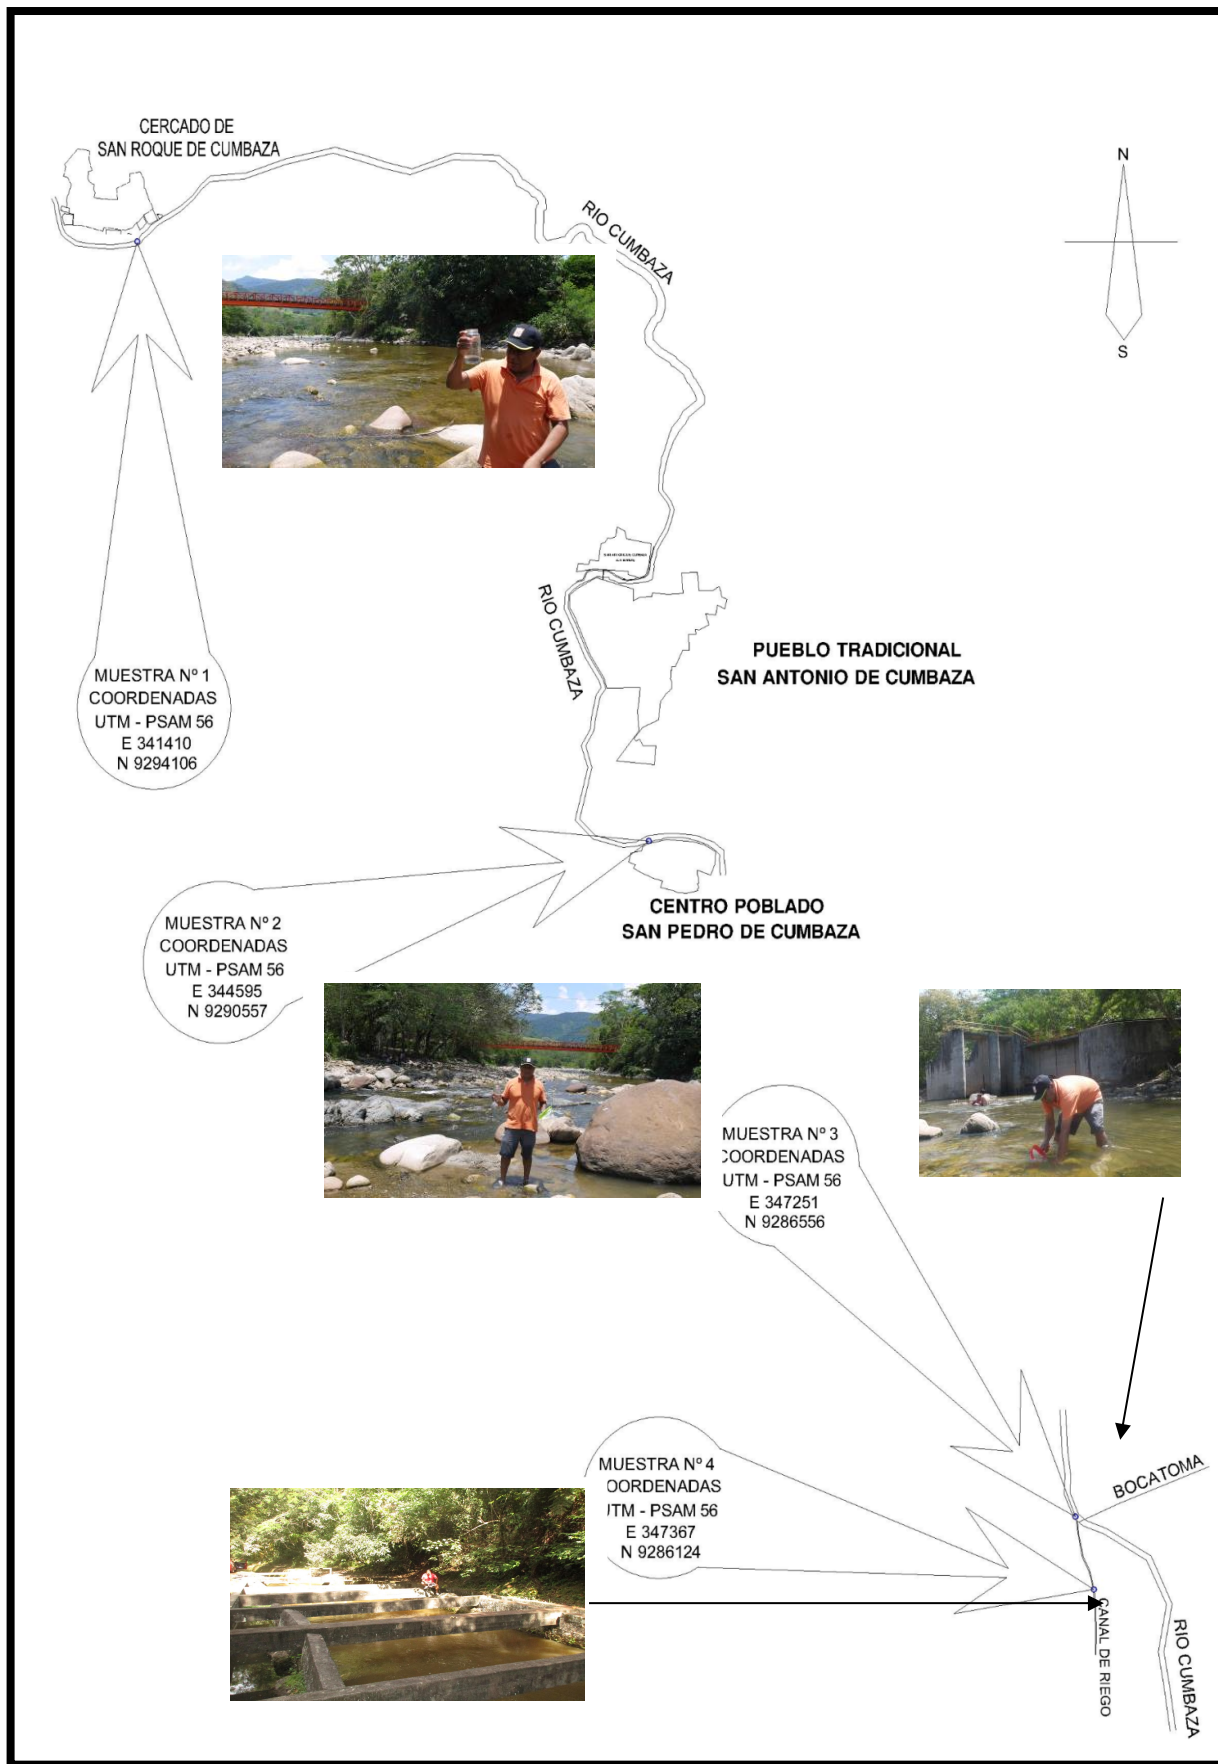 CERCADO DE
SAN ROQUE DE CUMBAZA
N
S
RIO CUMBAZA
RIO CUMBAZA
PUEBLO TRADICIONAL
SAN ANTONIO DE CUMBAZA
MUESTRA Nº 1
COORDENADAS
UTM - PSAM 56
E 341410
N 9294106
CENTRO POBLADO
SAN PEDRO DE CUMBAZA
MUESTRA Nº 2
COORDENADAS
UTM - PSAM 56
E 344595
N 9290557
MUESTRA Nº 3
COORDENADAS
UTM - PSAM 56
E 347251
N 9286556
MUESTRA Nº 4
OORDENADAS
UTM - PSAM 56
E 347367
N 9286124
BOCATOMA
CANAL DE RIEGO
RIO CUMBAZA